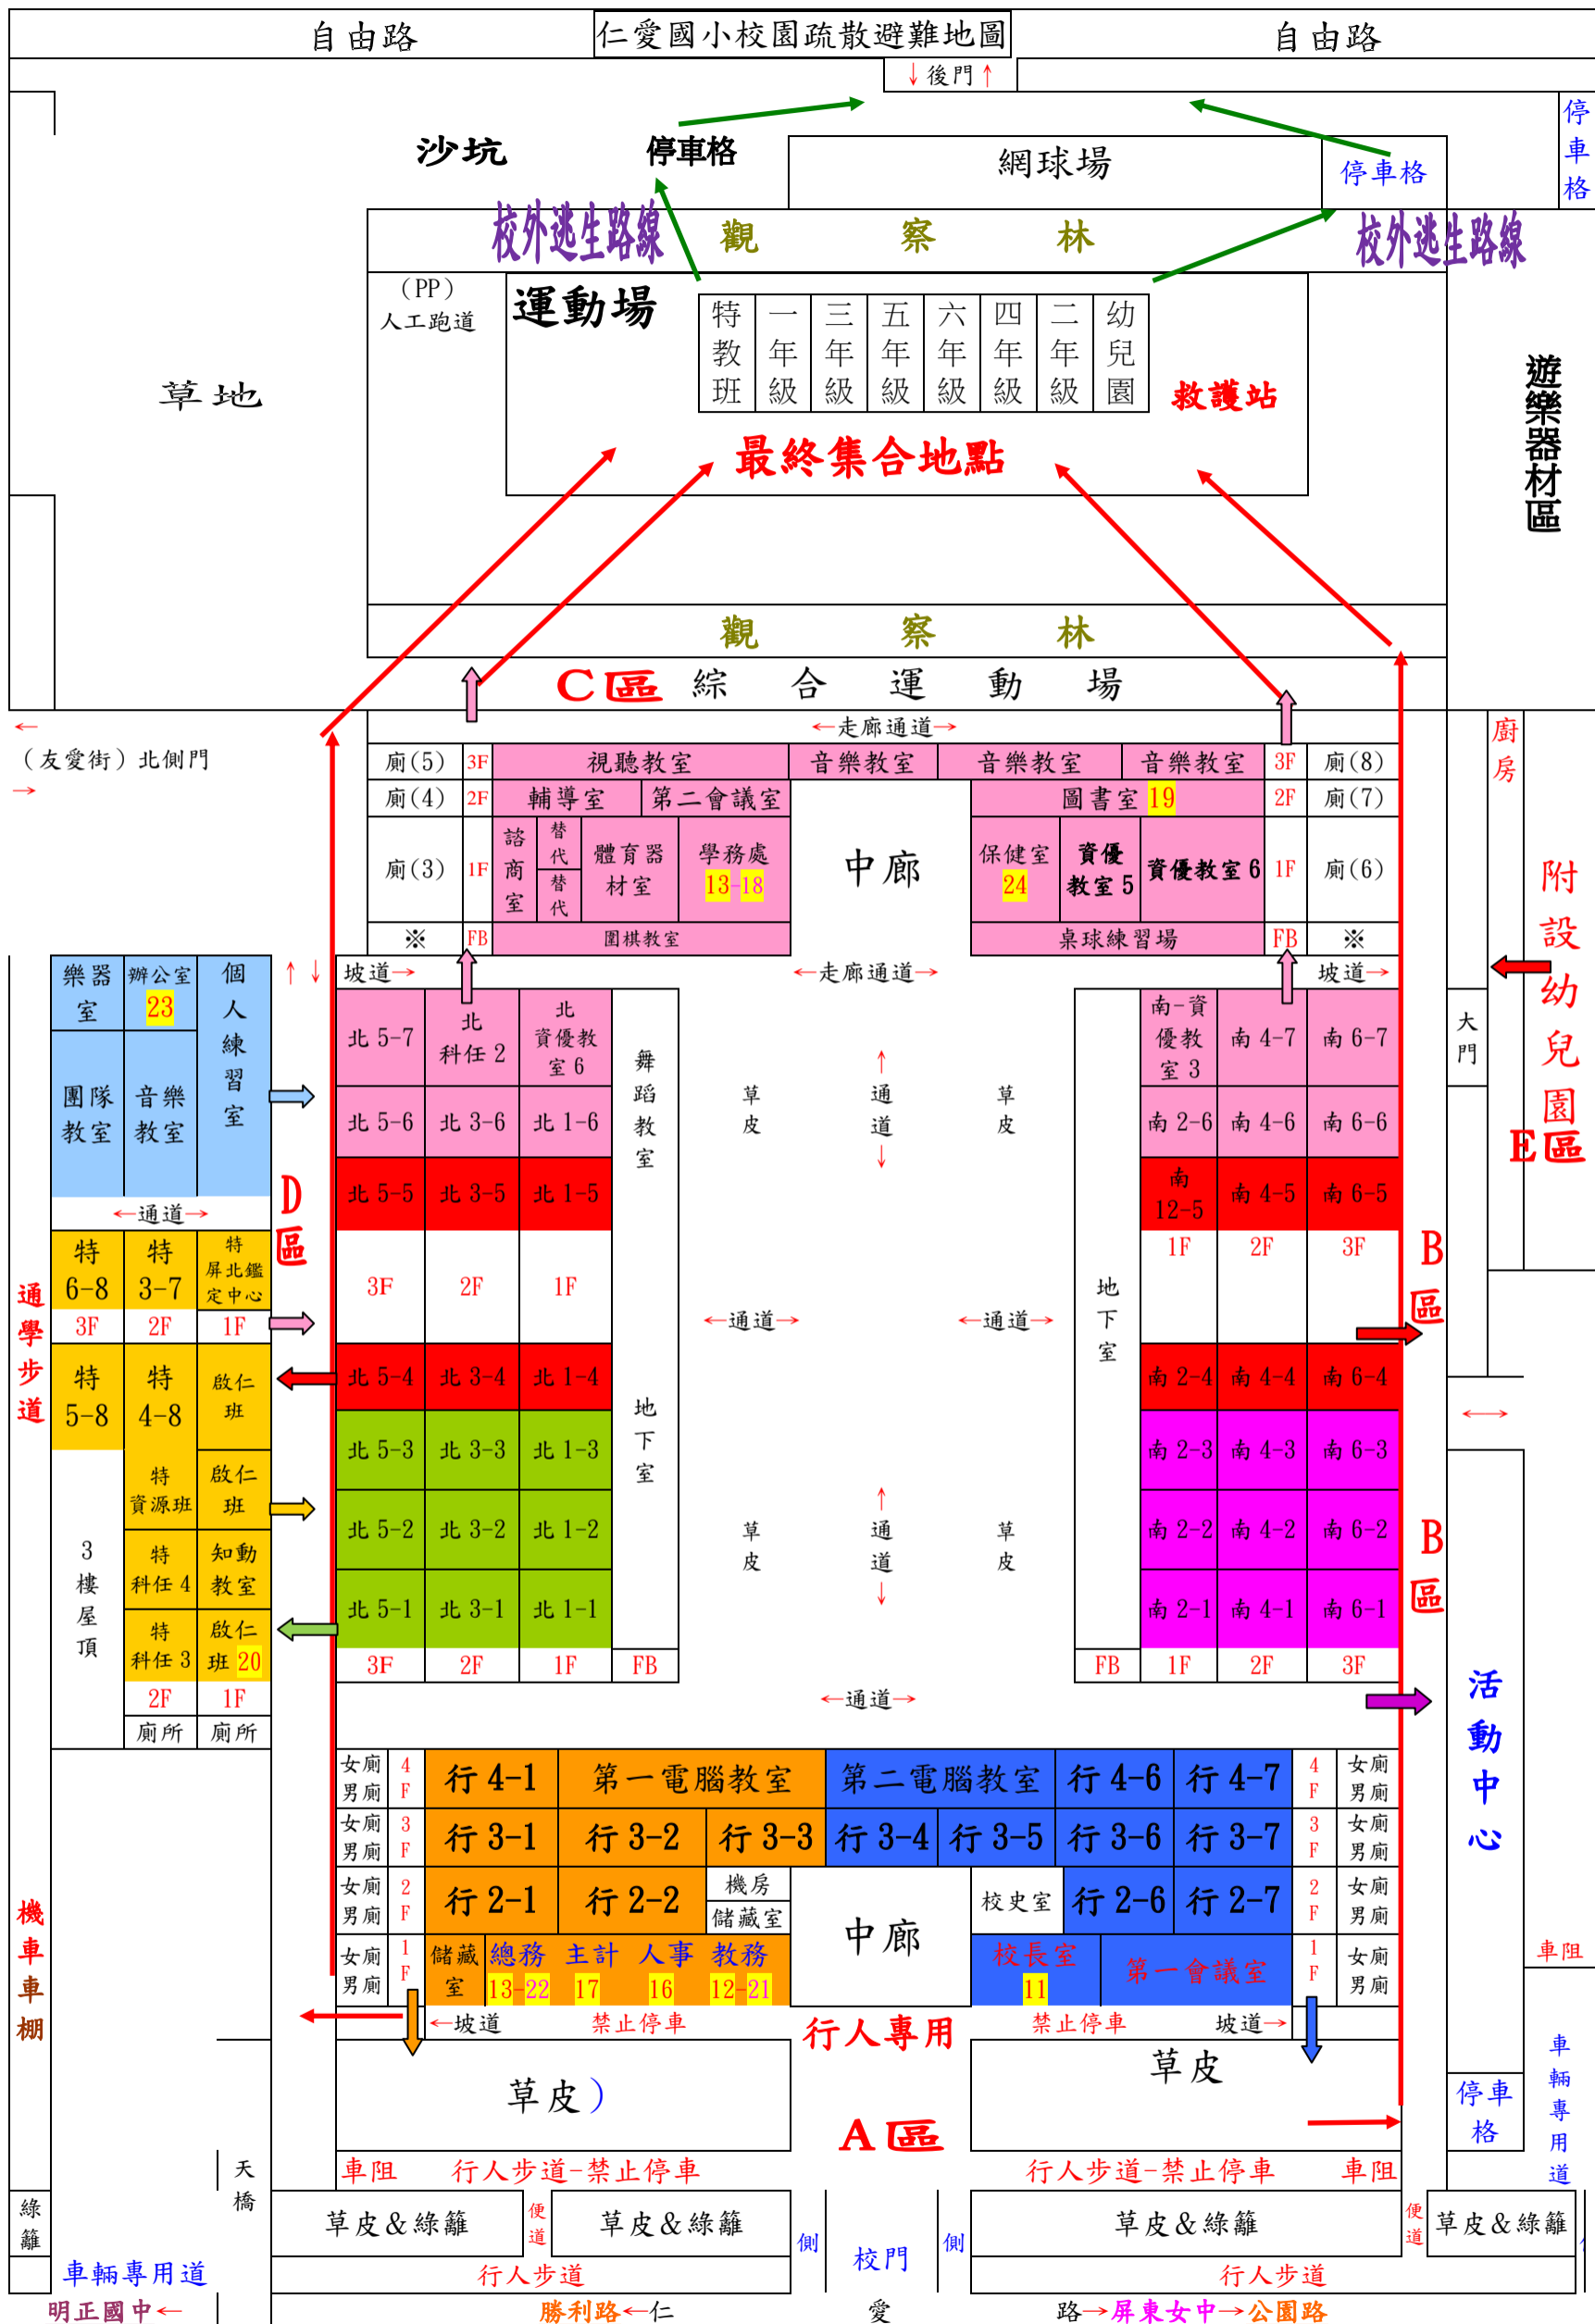 自由路 仁愛國小校園疏散避難地圖 自由路
↓後門↑
沙坑 停車格 網球場 停車格 停車格
校外逃生路線 觀察林 校外逃生路線
(PP)
人工跑道
運動場
特教班 一年級 三年級 五年級 六年級 四年級 二年級 幼兒園
救護站
草地
遊樂器材區
最終集合地點
觀察林
C區 綜合運動場
←
(友愛街)北側門
→
←走廊通道→
廚房
廁(5) 3F 視聽教室 音樂教室 音樂教室 音樂教室 3F 廁(8)
廁(4) 2F 輔導室 第二會議室 圖書室 19 2F 廁(7)
廁(3) 1F 諮商室 替代 替代 體育器材室 學務處 13-18 中廊 保健室 24 資優教室5 資優教室6 1F 廁(6)
※ FB 圍棋教室 桌球練習場 FB ※
附設幼兒園
E區
坡道→ ←走廊通道→ 坡道→
樂器室 辦公室 23 個人練習室 ↑↓
團隊教室 音樂教室
←通道→
D區
北5-7 北科任2 北資優教室6 舞蹈教室 草皮 ↑通道↓ 草皮 南-資優教室3 南4-7 南6-7 大門
北5-6 北3-6 北1-6 南2-6 南4-6 南6-6
北5-5 北3-5 北1-5 南12-5 南4-5 南6-5
特6-8 特3-7 特屏北鑑定中心
3F 2F 1F
3F 2F 1F ←通道→ ←通道→ 地下室 1F 2F 3F B區
通學步道
特5-8 特4-8 啟仁班
北5-4 北3-4 北1-4 地下室 南2-4 南4-4 南6-4
←→
特資源班 啟仁班
北5-3 北3-3 北1-3 南2-3 南4-3 南6-3
3樓屋頂 特科任4 知動教室
北5-2 北3-2 北1-2 草皮 ↑通道↓ 草皮 南2-2 南4-2 南6-2 B區
特科任3 啟仁班 20
北5-1 北3-1 北1-1 南2-1 南4-1 南6-1
2F 1F
3F 2F 1F FB FB 1F 2F 3F
廁所 廁所
←通道→
活動中心
女廁男廁 4F 行4-1 第一電腦教室 第二電腦教室 行4-6 行4-7 4F 女廁男廁
女廁男廁 3F 行3-1 行3-2 行3-3 行3-4 行3-5 行3-6 行3-7 3F 女廁男廁
女廁男廁 2F 行2-1 行2-2 機房 儲藏室 中廊 校史室 行2-6 行2-7 2F 女廁男廁
機車車棚
女廁男廁 1F 儲藏室 總務 13-22 主計 17 人事 16 教務 12-21 校長室 11 第一會議室 1F 女廁男廁
車阻
←坡道 禁止停車 行人專用 禁止停車 坡道→
草皮) 草皮
車輛專用道
停車格
A區
天橋
車阻 行人步道-禁止停車 行人步道-禁止停車 車阻
綠籬 草皮&綠籬 便道 草皮&綠籬 側 校門 側 草皮&綠籬 便道 草皮&綠籬
車輛專用道 行人步道 行人步道
明正國中← 勝利路←仁 愛 路→屏東女中→公園路